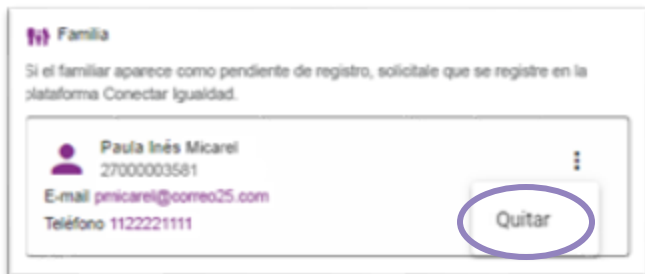 Familia
Si el familiar aparece como pendiente de registro, solicitale que se registre en la
plataforma Conectar Igualdad.
Paula Inés Micarel
27000003581
E-mail pmicarel@correo25.com
Teléfono 1122221111
Quitar